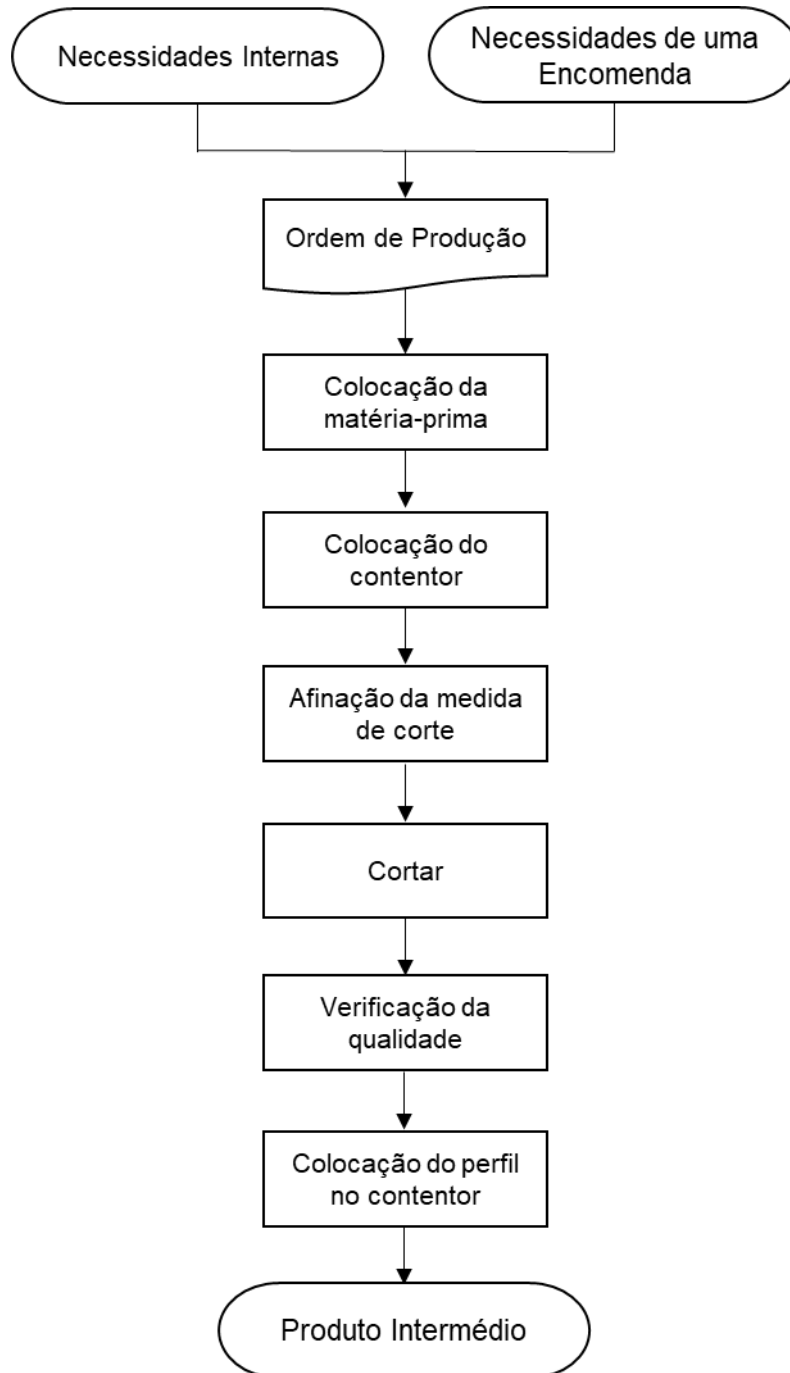 Necessidades Internas
Necessidades de uma
Encomenda
Ordem de Produção
Colocação da
matéria-prima
Colocação do
contentor
Afinação da medida
de corte
Cortar
Verificação da
qualidade
Colocação do perfil
no contentor
Produto Intermédio